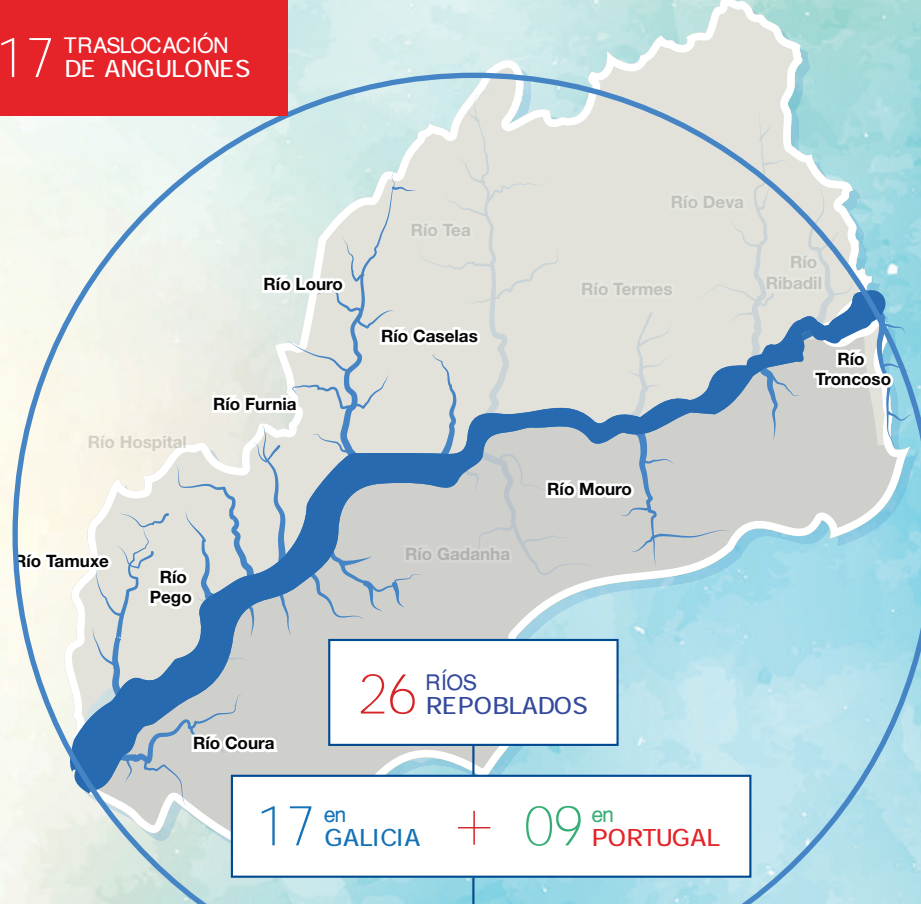 17 TRASLOCACIÓN
DE ANGULONES
Río Deva
Río Tea
Río
Ribadil
Río Louro
Río Termes
Río Caselas
Río
Troncoso
Río Furnia
Río Hospital
Río Mouro
Río Gadanha
Río Tamuxe
Río
Pego
26 RÍOS
REPOBLADOS
Río Coura
17 en
GALICIA
+
09 en
PORTUGAL